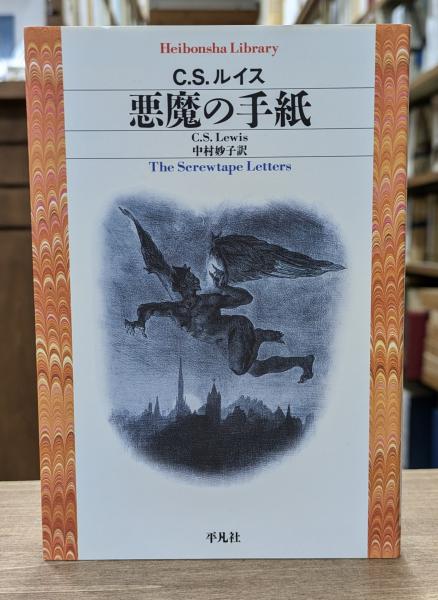 Heibonsha Library
C.S.ルイス
悪魔の手紙
C.S.Lewis
中村妙子訳
The Screwtape Letters
平凡社